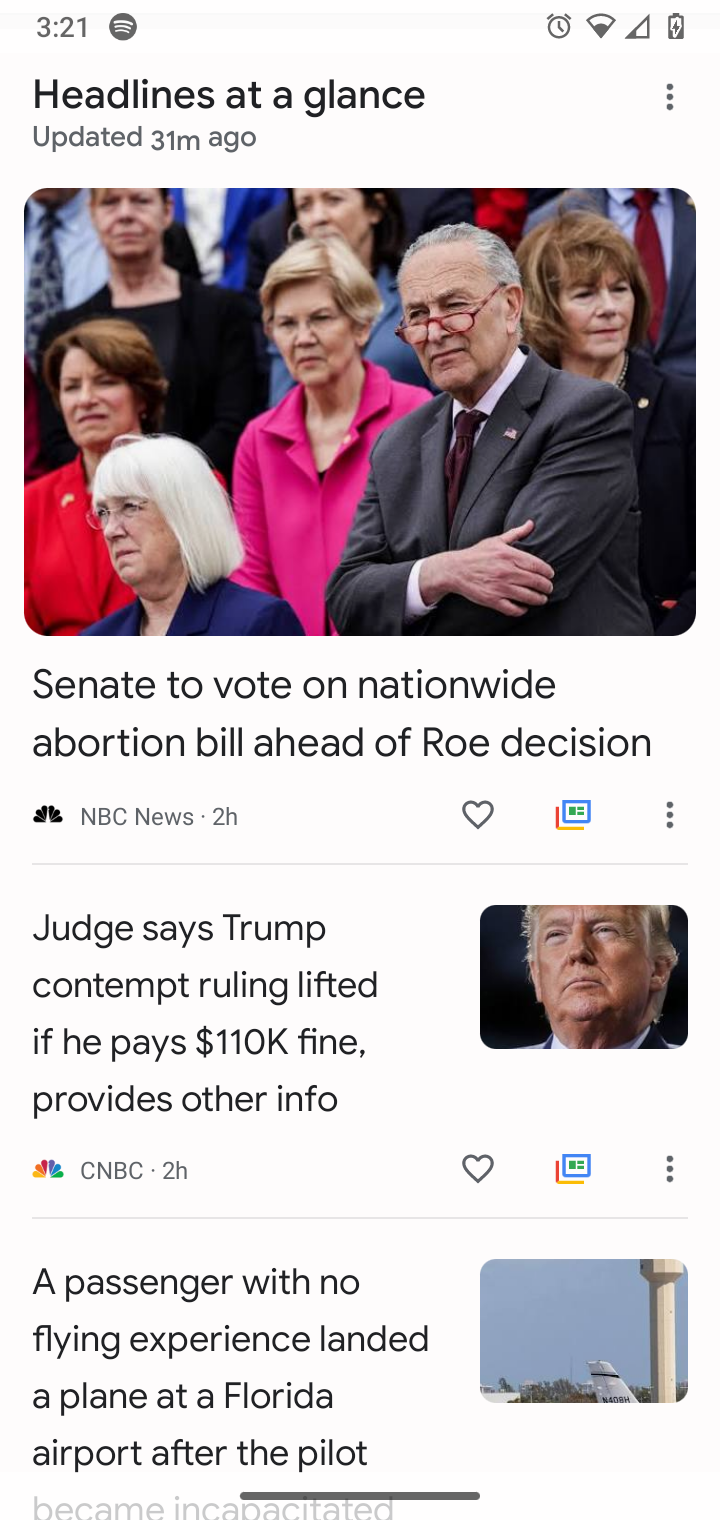 3:21
Headlines at a glance
Updated 31m ago
Senate to vote on nationwide
abortion bill ahead of Roe decision
NBC News · 2h
Judge says Trump
contempt ruling lifted
if he pays $110K fine,
provides other info
CNBC · 2h
A passenger with no
flying experience landed
a plane at a Florida
airport after the pilot
became incapacitated
N408H